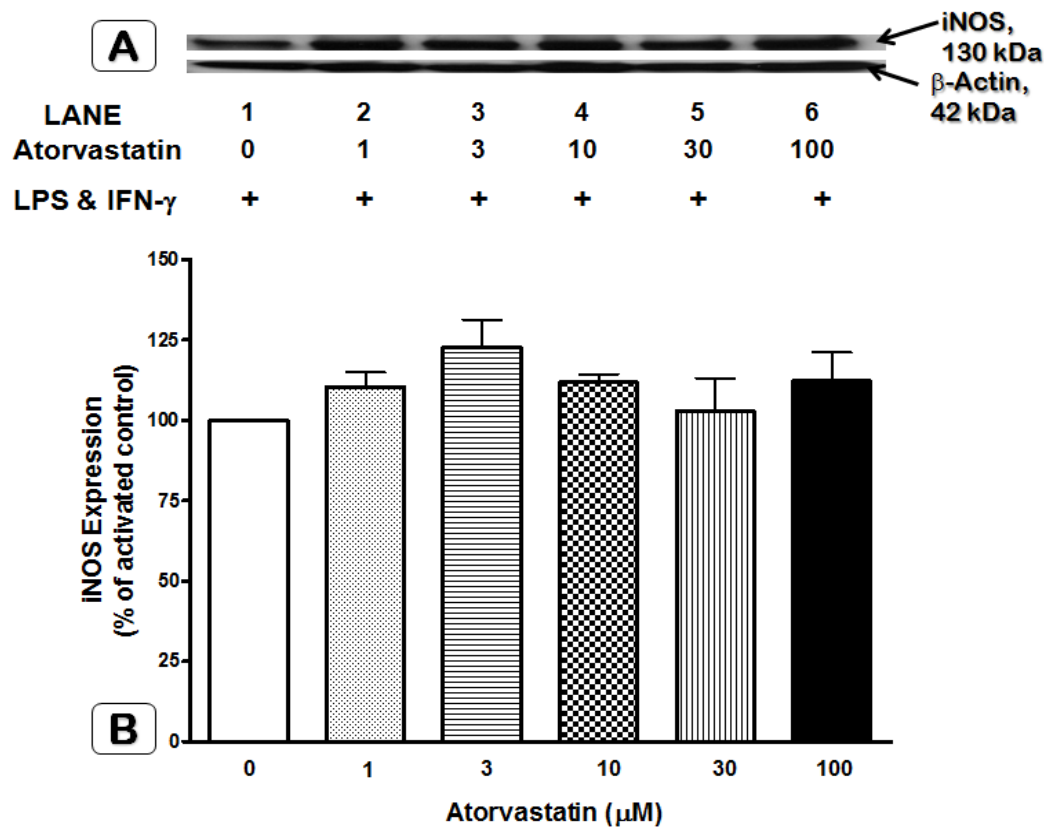 A
iNOS,
130 kDa
β-Actin,
42 kDa
LANE 1 2 3 4 5 6
Atorvastatin 0 1 3 10 30 100
LPS & IFN-γ + + + + + +
150
125
100
75
50
25
0
iNOS Expression
(% of activated control)
B
0 1 3 10 30 100
Atorvastatin (μM)